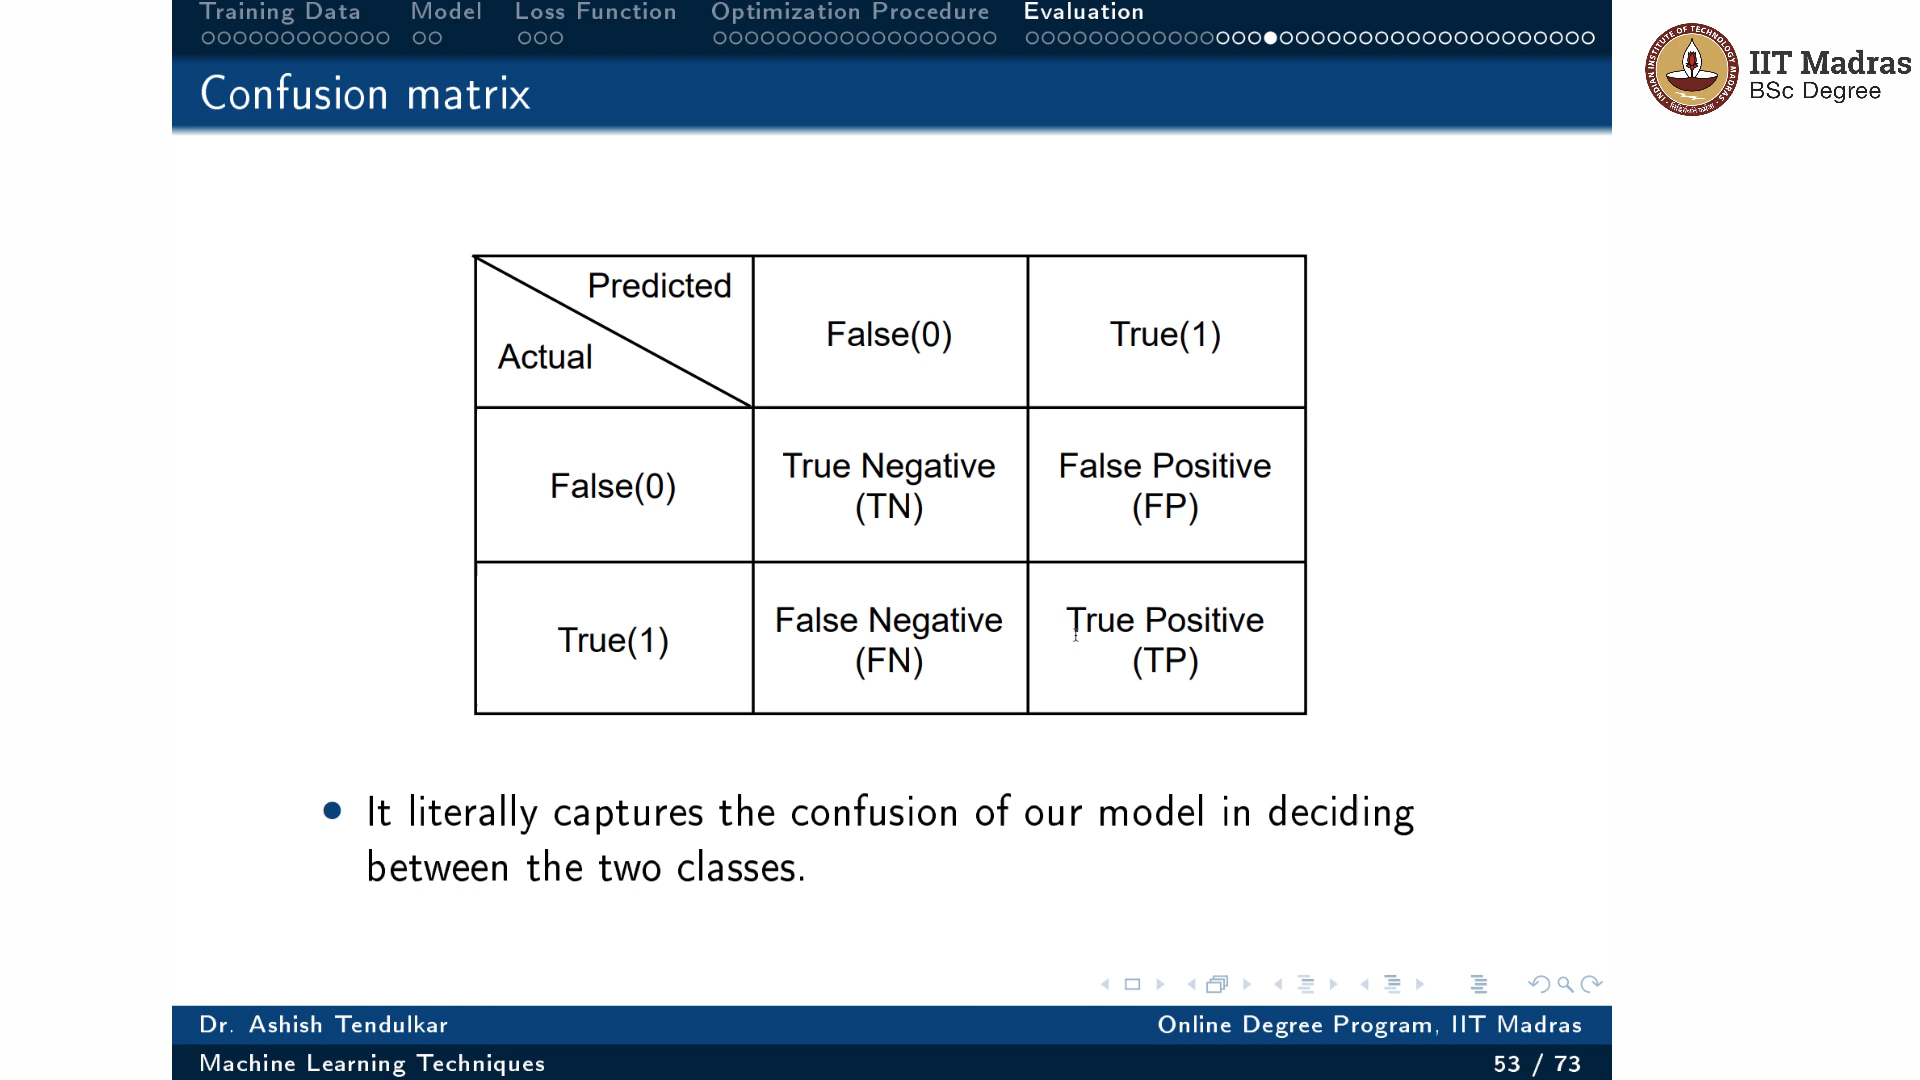 Training Data Model Loss Function Optimization Procedure Evaluation
IIT Madras
BSc Degree
Confusion matrix
Predicted
Actual
False(0)
True(1)
False(0)
True Negative
(TN)
False Positive
(FP)
True(1)
False Negative
(FN)
True Positive
(TP)
It literally captures the confusion of our model in deciding
between the two classes.
Dr. Ashish Tendulkar
Online Degree Program, IIT Madras
Machine Learning Techniques
53 / 73